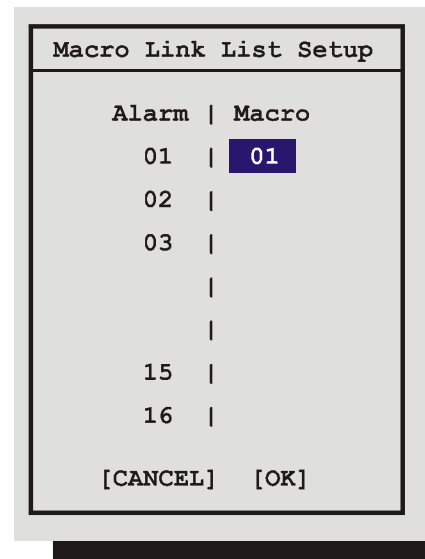 Macro Link List Setup
Alarm | Macro
01 | 01
02 |
03 |
|
|
15 |
16 |
[CANCEL] [OK]